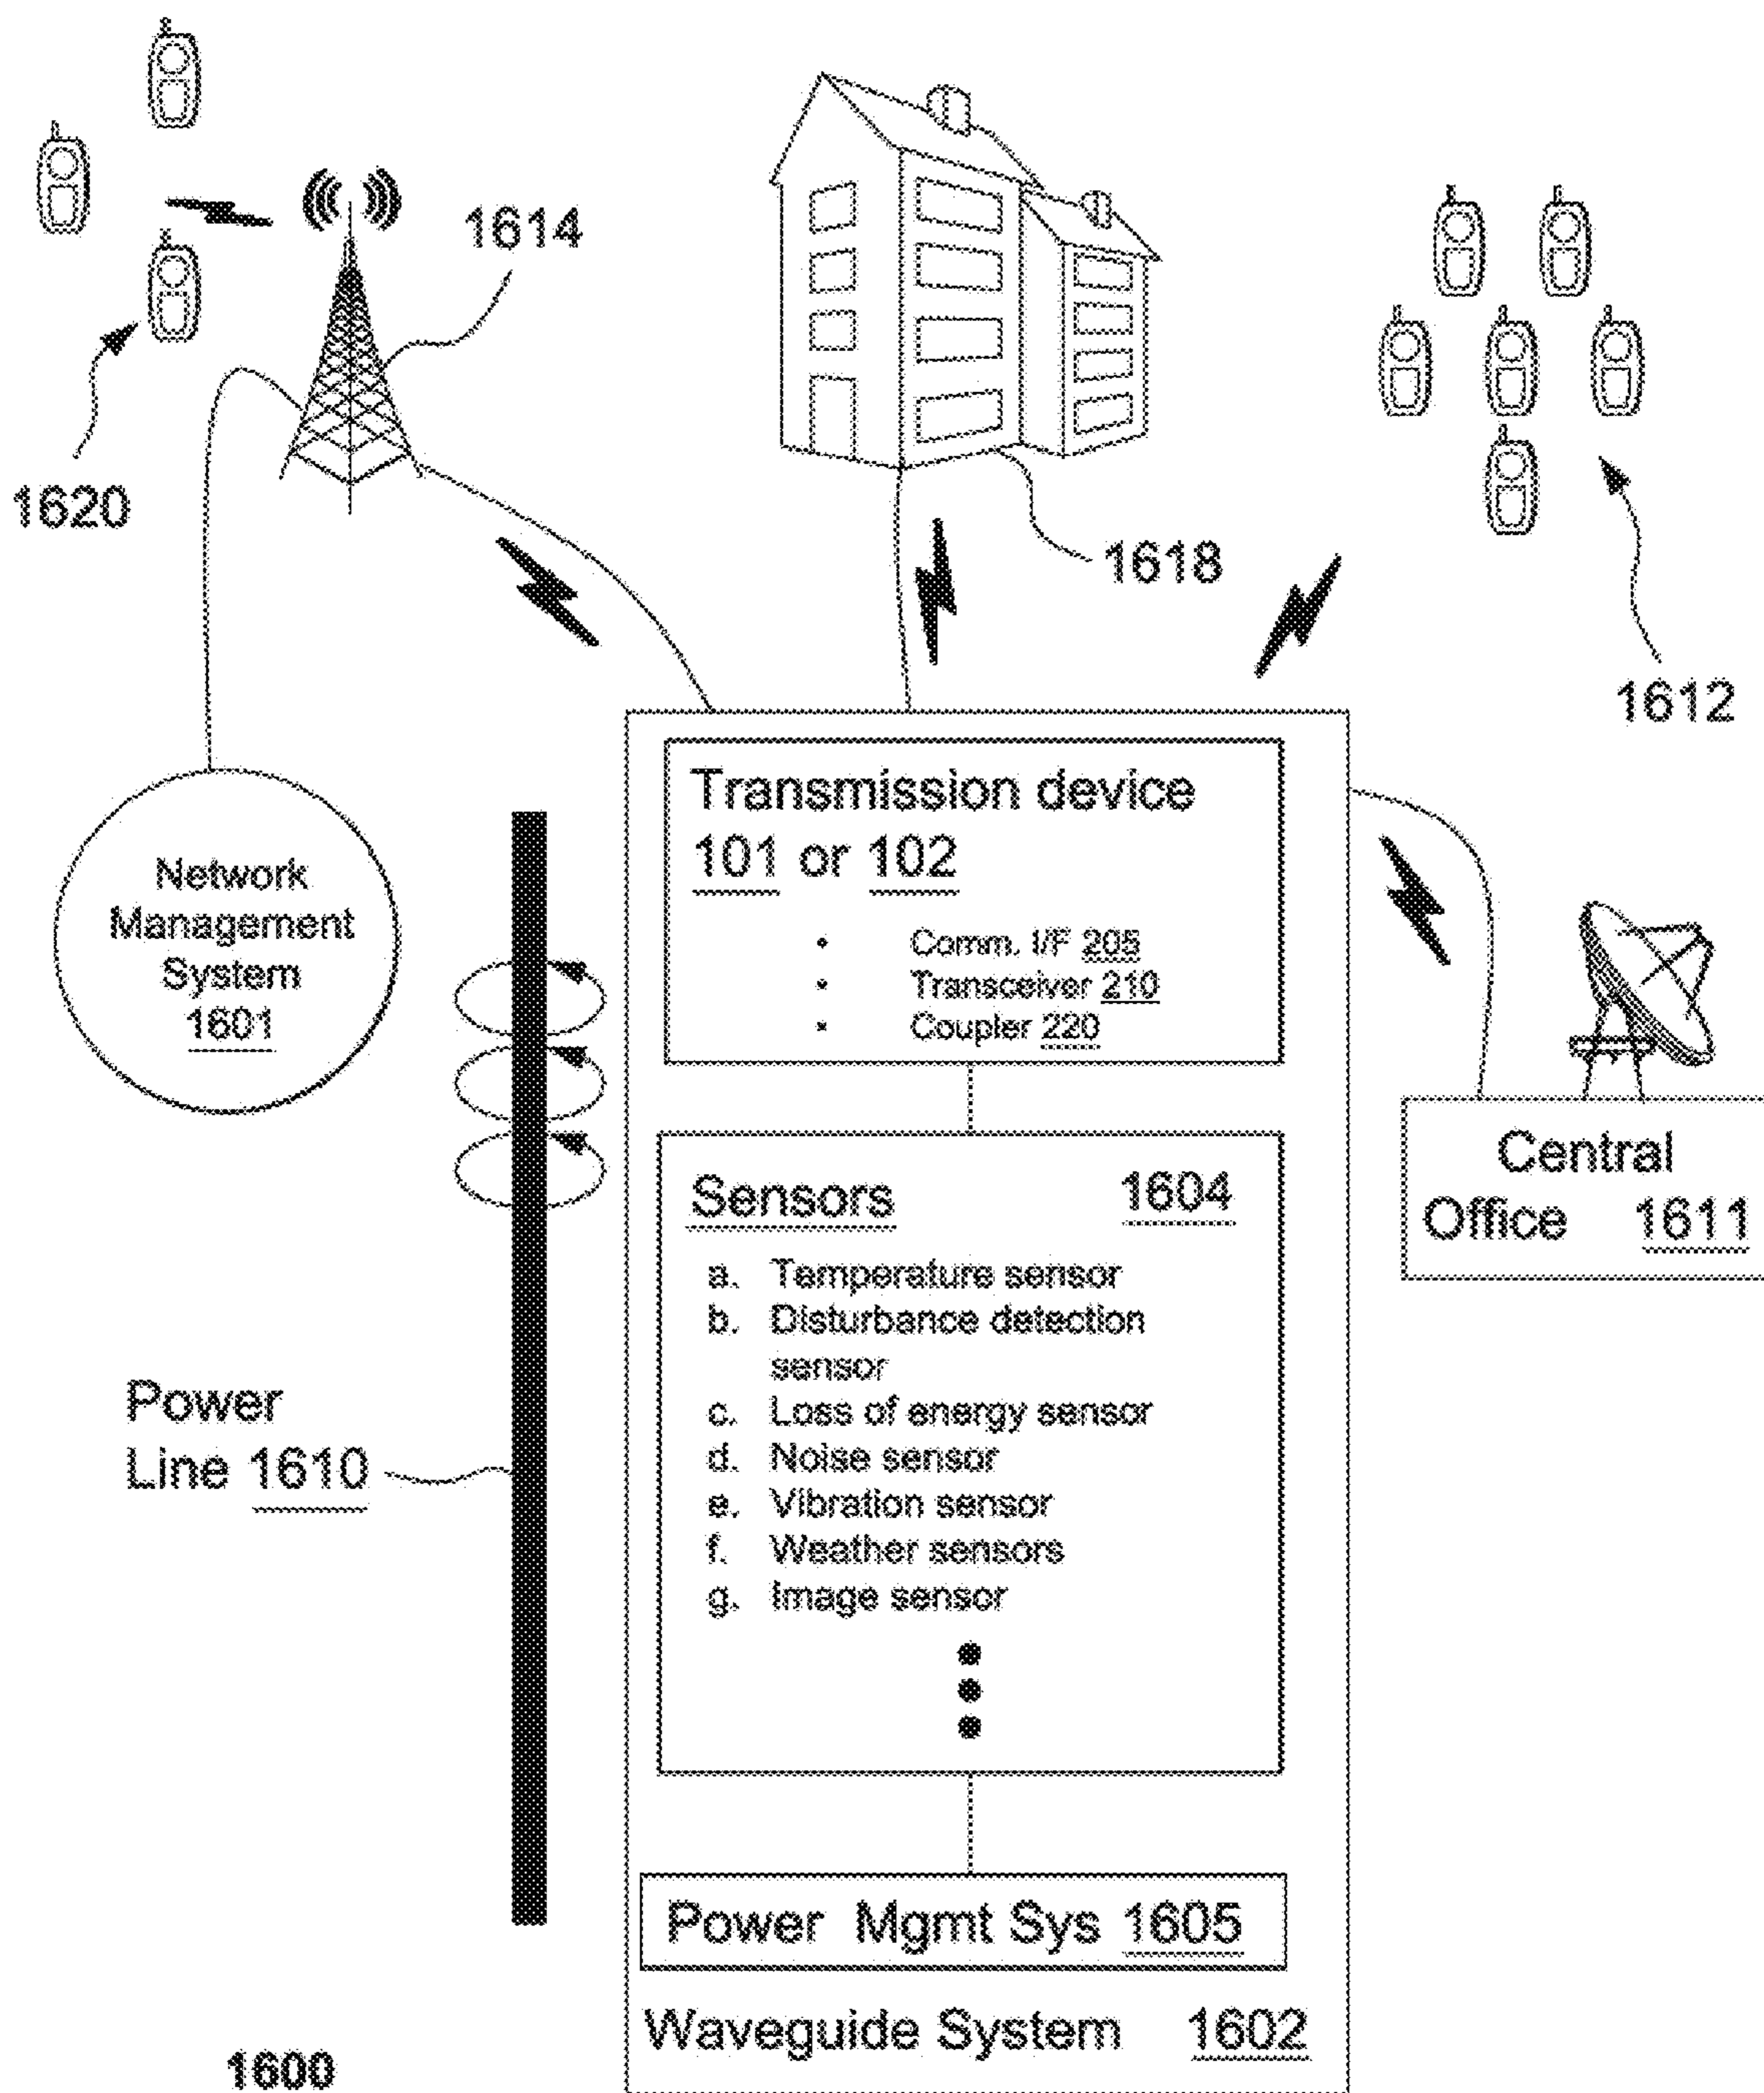 1614
1620
1618
1612
Transmission device
101 or 102
• Comm. I/F 205
• Transceiver 210
• Coupler 220
Network
Management
System
1601
Sensors 1604
a. Temperature sensor
b. Disturbance detection
sensor
c. Loss of energy sensor
d. Noise sensor
e. Vibration sensor
f. Weather sensors
g. Image sensor
Central
Office 1611
Power
Line 1610
Power Mgmt Sys 1605
Waveguide System 1602
1600